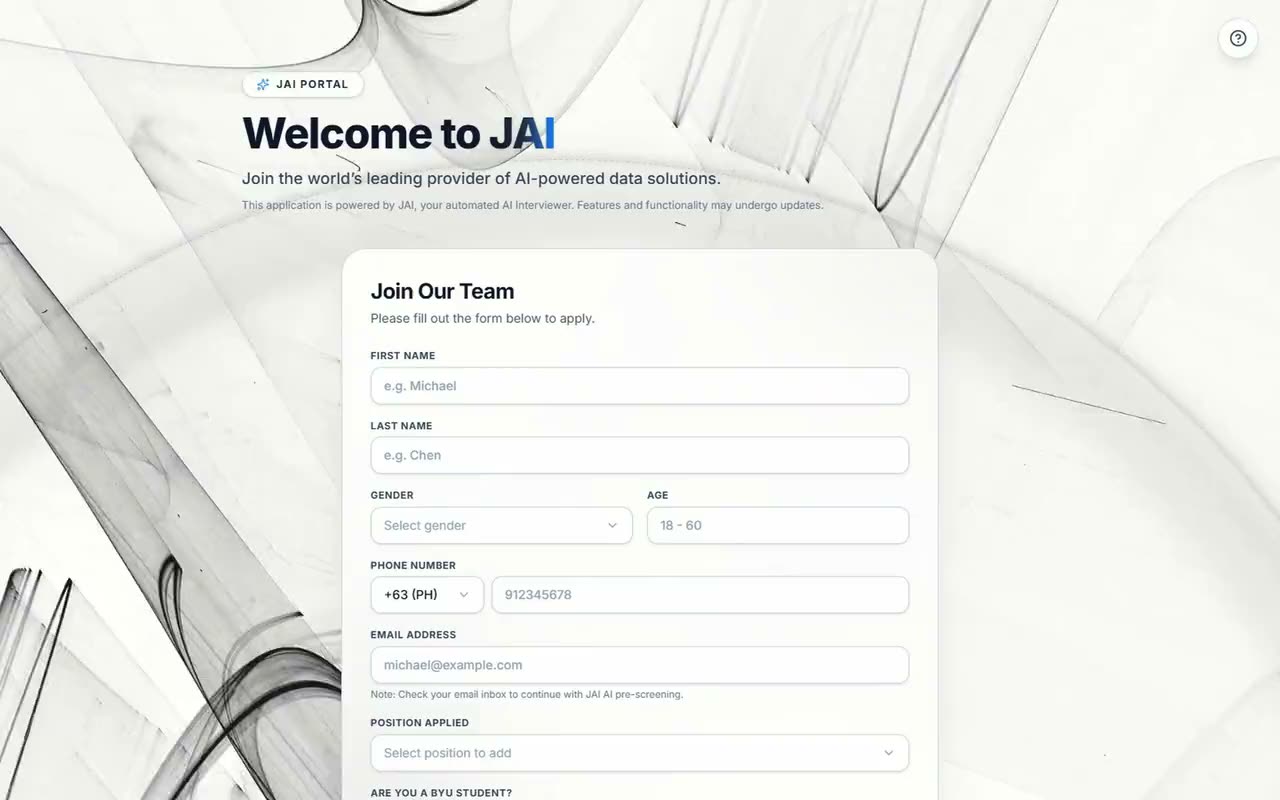 JAI PORTAL
Welcome to JAI
Join the world’s leading provider of AI-powered data solutions.
This application is powered by JAI, your automated AI Interviewer. Features and functionality may undergo updates.
Join Our Team
Please fill out the form below to apply.
FIRST NAME
e.g. Michael
LAST NAME
e.g. Chen
GENDER AGE
Select gender 18 - 60
PHONE NUMBER
+63 (PH) 912345678
EMAIL ADDRESS
michael@example.com
Note: Check your email inbox to continue with JAI AI pre-screening.
POSITION APPLIED
Select position to add
ARE YOU A BYU STUDENT?